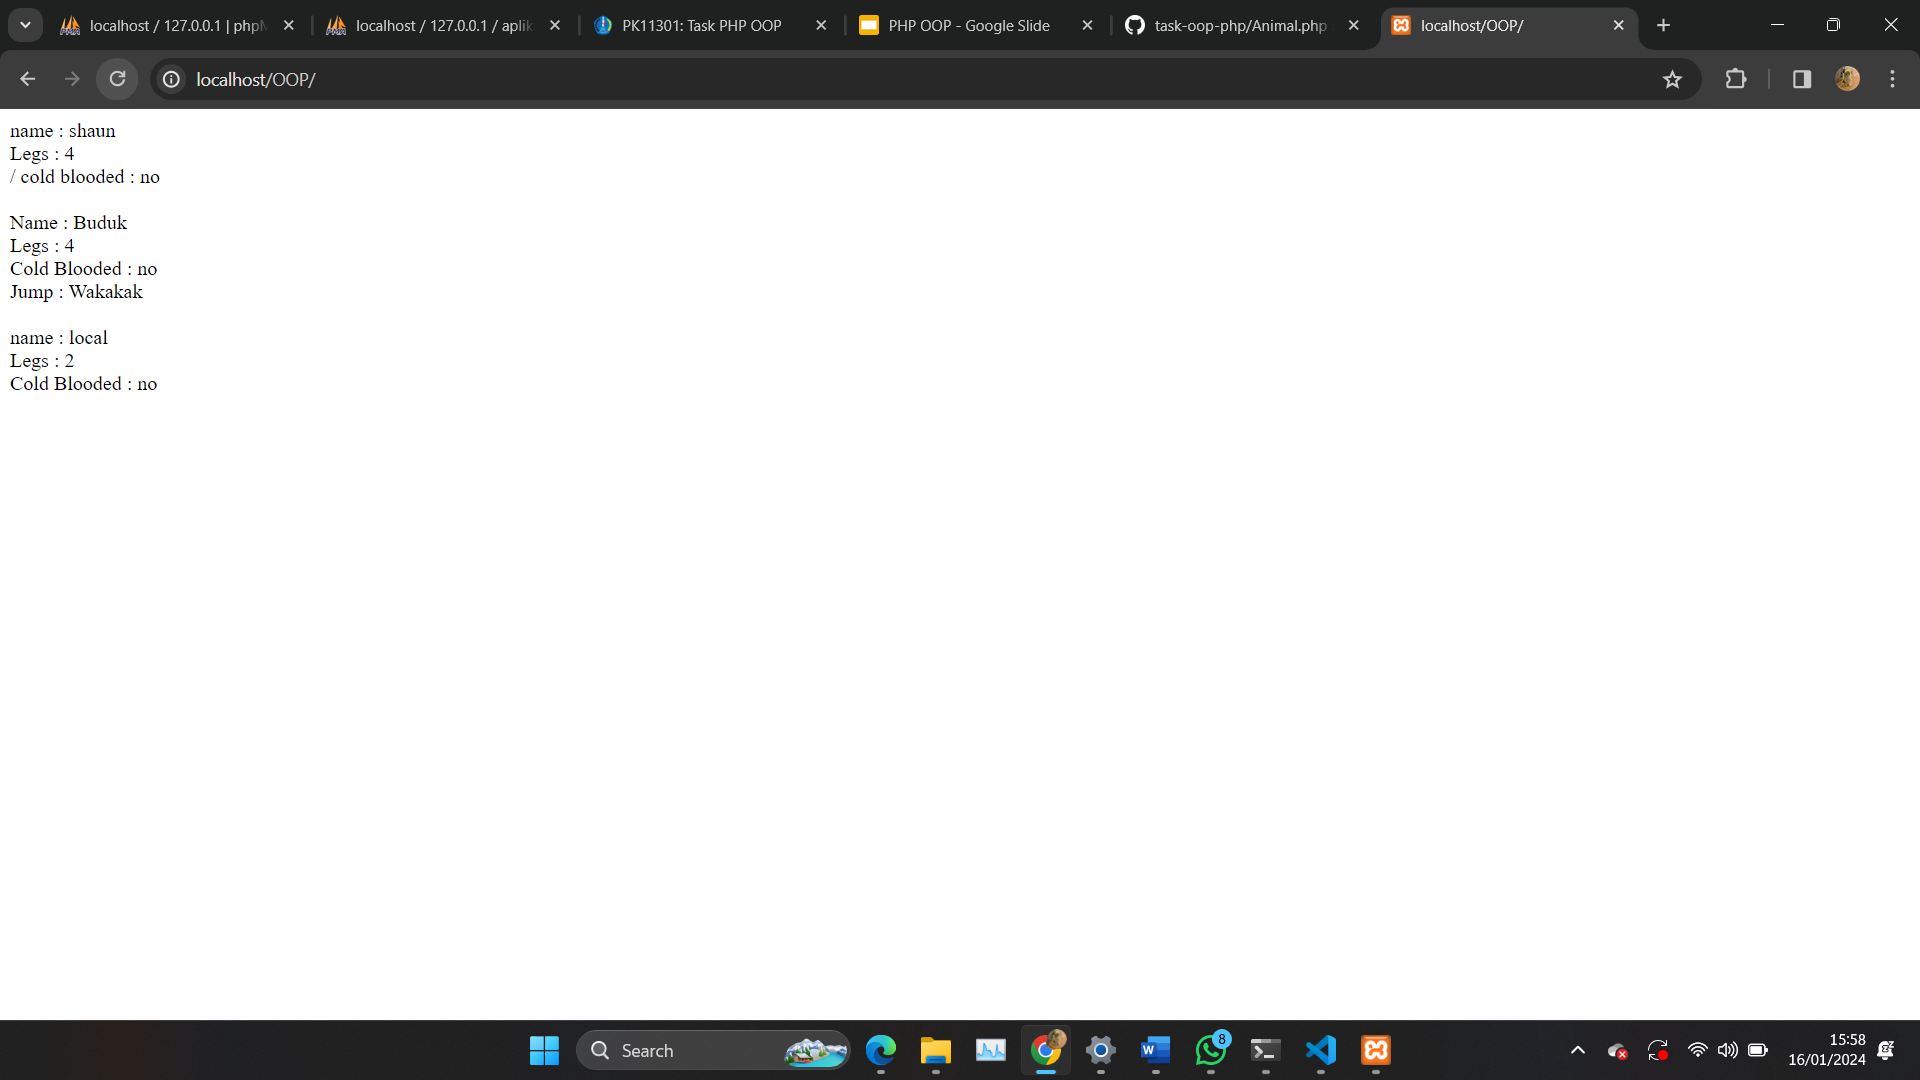 localhost / 127.0.0.1 | phpM
localhost / 127.0.0.1 / aplik
PK11301: Task PHP OOP
PHP OOP - Google Slide
task-oop-php/Animal.php
localhost/OOP/
localhost/OOP/
name : shaun
Legs : 4
/ cold blooded : no
Name : Buduk
Legs : 4
Cold Blooded : no
Jump : Wakakak
name : local
Legs : 2
Cold Blooded : no
Search
8
15:58
16/01/2024